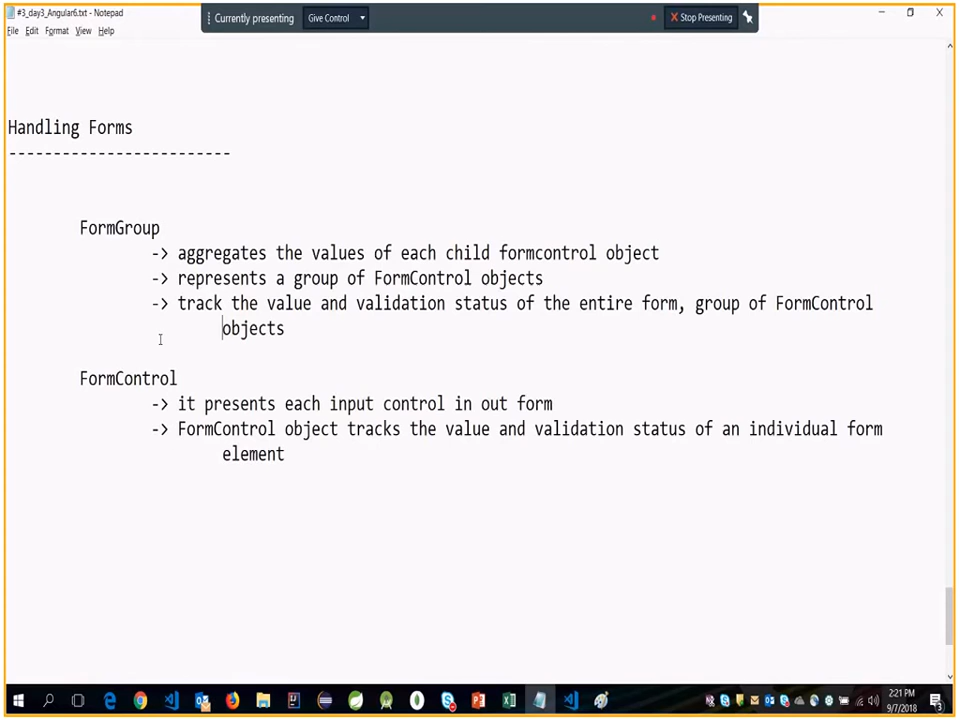 #3_day3_Angular6.txt - Notepad
Currently presenting
Give Control
Stop Presenting
File Edit Format View Help
Handling Forms
-------------------------
FormGroup
-> aggregates the values of each child formcontrol object
-> represents a group of FormControl objects
-> track the value and validation status of the entire form, group of FormControl
objects
FormControl
-> it presents each input control in out form
-> FormControl object tracks the value and validation status of an individual form
element
2:21 PM
9/7/2018
3